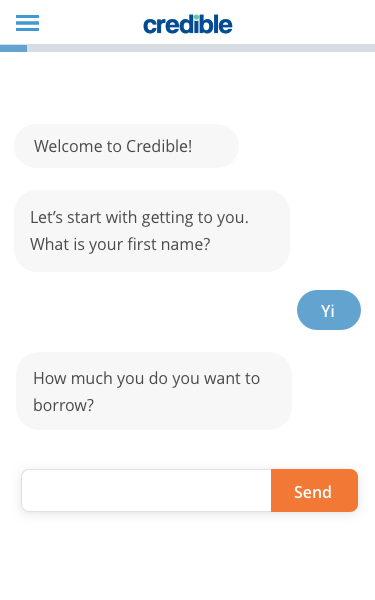 credible
Welcome to Credible!
Let’s start with getting to you.
What is your first name?
Yi
How much you do you want to
borrow?
Send